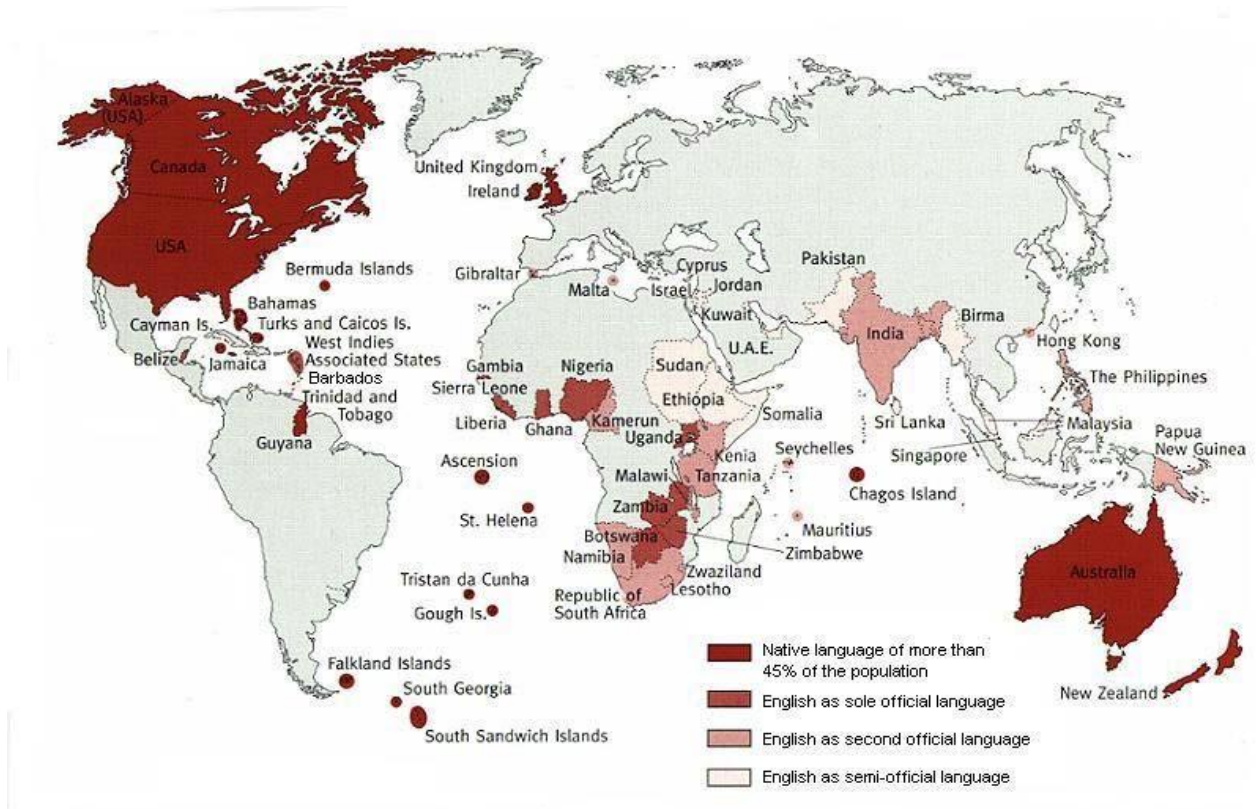 Alaska
(USA)
Canada
USA
United Kingdom
Ireland
Bermuda Islands
Bahamas
Cayman Is.
Turks and Caicos Is.
West Indies
Associated States
Belize
Jamaica
Barbados
Trinidad and
Tobago
Guyana
Gibraltar
Malta
Cyprus
Israel
Jordan
Kuwait
U.A.E.
Pakistan
India
Birma
Hong Kong
The Philippines
Sri Lanka
Malaysia
Singapore
Papua
New Guinea
Gambia
Sierra Leone
Liberia
Ghana
Nigeria
Kamerun
Sudan
Ethiopia
Somalia
Uganda
Kenia
Tanzania
Seychelles
Malawi
Zambia
Botswana
Namibia
Mauritius
Zimbabwe
Zwaziland
Lesotho
Republic of
South Africa
Chagos Island
Ascension
St. Helena
Tristan da Cunha
Gough Is.
Falkland Islands
South Georgia
South Sandwich Islands
Australia
New Zealand
Native language of more than
45% of the population
English as sole official language
English as second official language
English as semi-official language